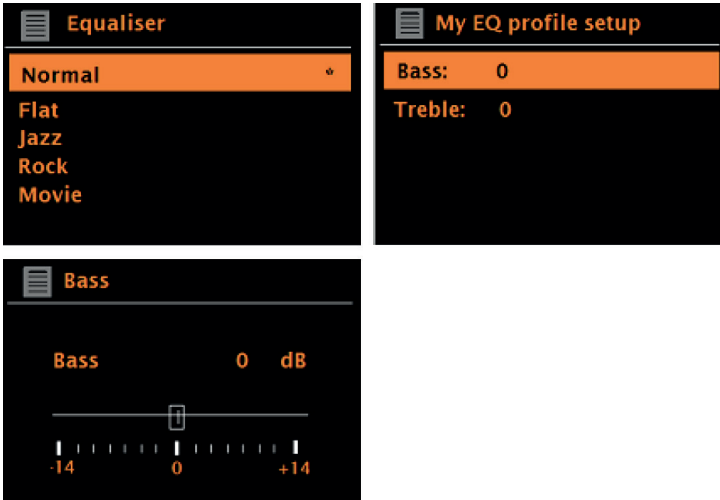 Equaliser
Normal *
Flat
Jazz
Rock
Movie
My EQ profile setup
Bass: 0
Treble: 0
Bass
Bass 0 dB
-14 0 +14